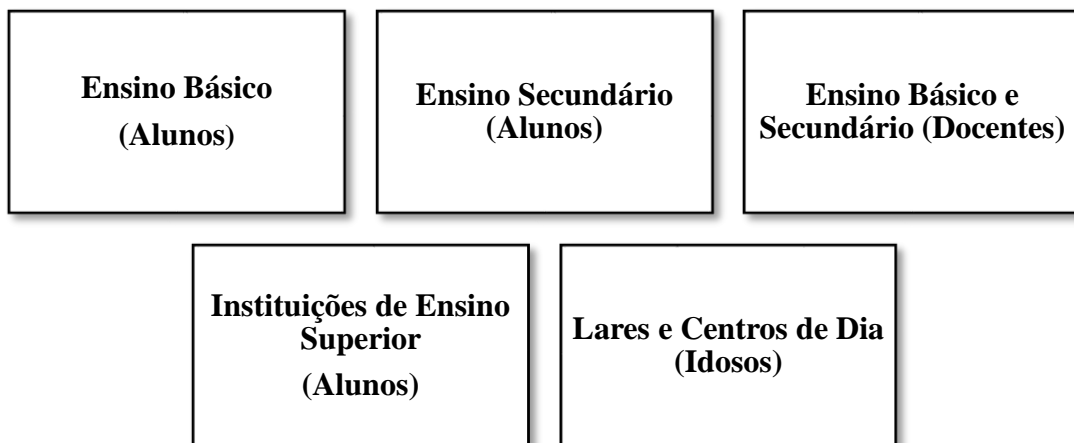 Ensino Básico
(Alunos)
Ensino Secundário
(Alunos)
Ensino Básico e
Secundário (Docentes)
Instituições de Ensino
Superior
(Alunos)
Lares e Centros de Dia
(Idosos)